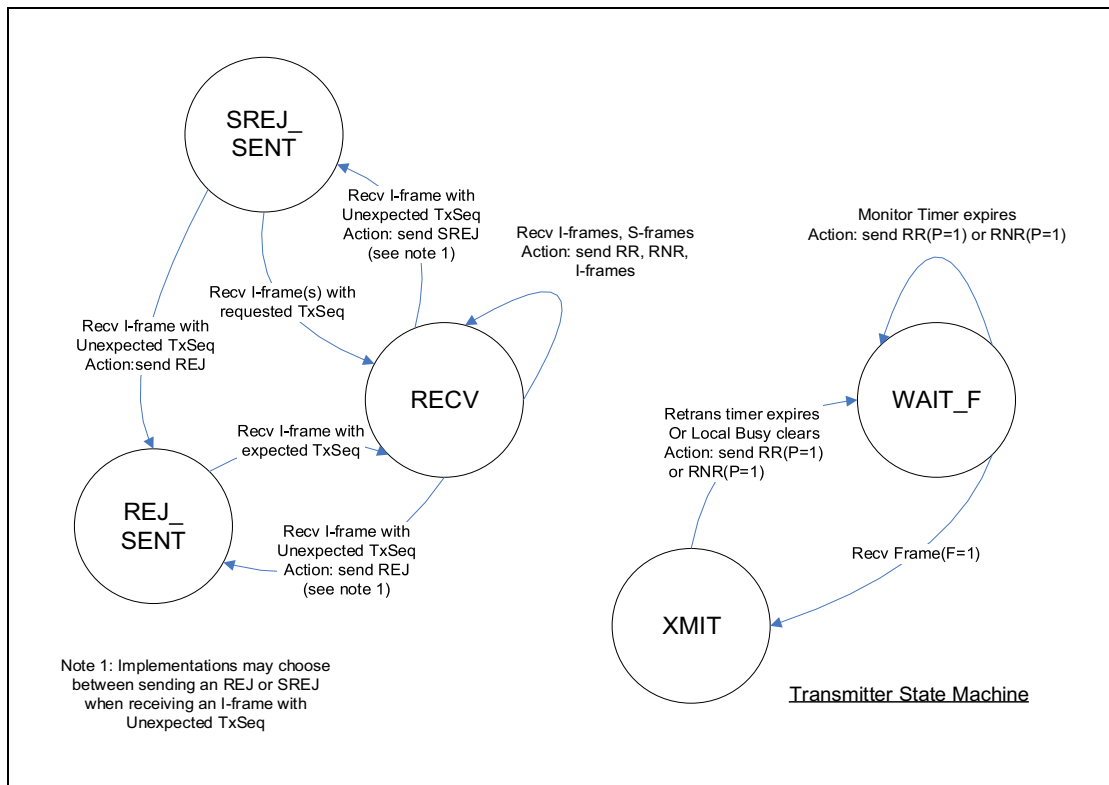 SREJ_
SENT
Recv I-frame with
Unexpected TxSeq
Action: send SREJ
(see note 1)
Recv I-frames, S-frames
Action: send RR, RNR,
I-frames
Recv I-frame(s) with
requested TxSeq
Recv I-frame with
Unexpected TxSeq
Action:send REJ
RECV
Recv I-frame with
expected TxSeq
REJ_
SENT
Recv I-frame with
Unexpected TxSeq
Action: send REJ
(see note 1)
Note 1: Implementations may choose
between sending an REJ or SREJ
when receiving an I-frame with
Unexpected TxSeq
Monitor Timer expires
Action: send RR(P=1) or RNR(P=1)
WAIT_F
Retrans timer expires
Or Local Busy clears
Action: send RR(P=1)
or RNR(P=1)
Recv Frame(F=1)
XMIT
Transmitter State Machine